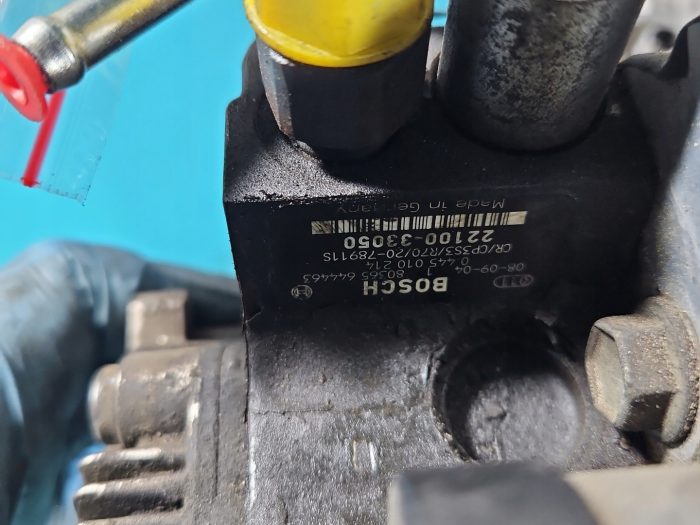 BOSCH
1 80365 644463
08-09-04 0 445 010 214
CR/CP3S3/R70/20-78911S
22100-33050
Made in Germany